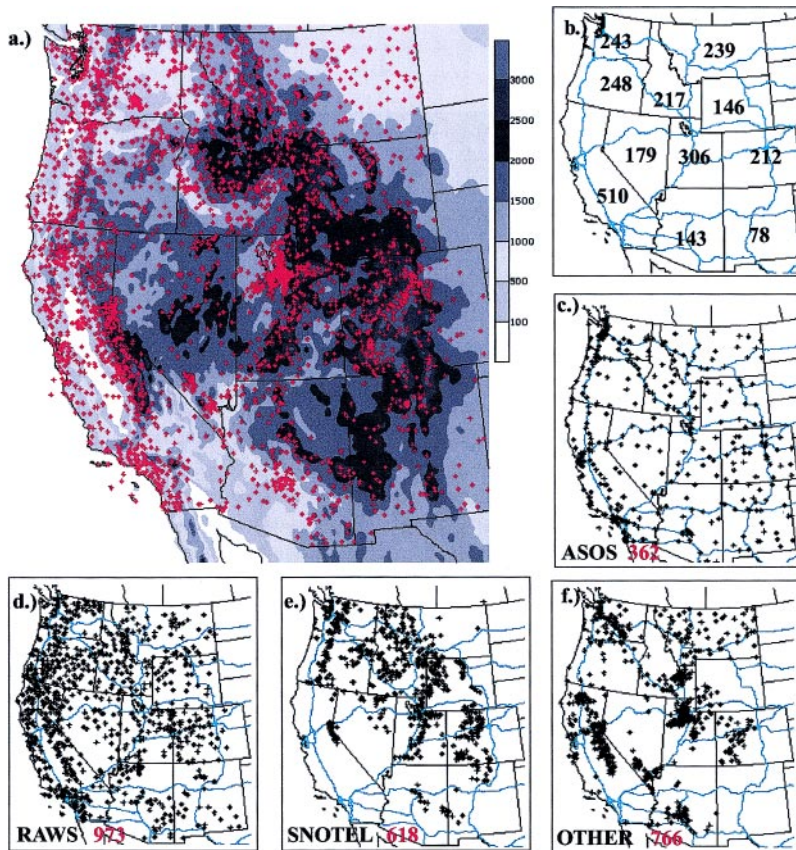 a.)
3000
2500
2000
1500
1000
500
100
b.)
243
239
248
217
146
179
306
212
510
143
78
c.)
ASOS 362
d.)
RAWS 973
e.)
SNOTEL 618
f.)
OTHER 766